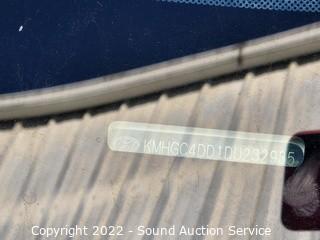 KMHGC4DD1DU232985
Copyright © 2022 - Sound Auction Service